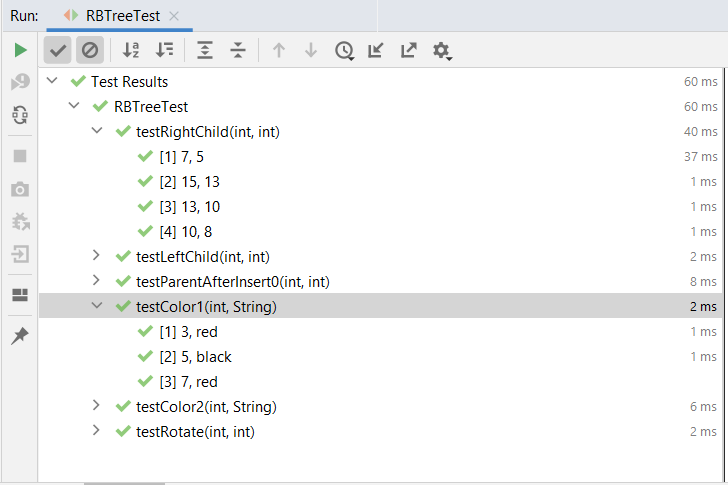 Run: RBTreeTest
Test Results 60 ms
RBTreeTest 60 ms
testRightChild(int, int) 40 ms
[1] 7, 5 37 ms
[2] 15, 13 1 ms
[3] 13, 10 1 ms
[4] 10, 8 1 ms
testLeftChild(int, int) 2 ms
testParentAfterInsert0(int, int) 8 ms
testColor1(int, String) 2 ms
[1] 3, red 1 ms
[2] 5, black 1 ms
[3] 7, red
testColor2(int, String) 6 ms
testRotate(int, int) 2 ms